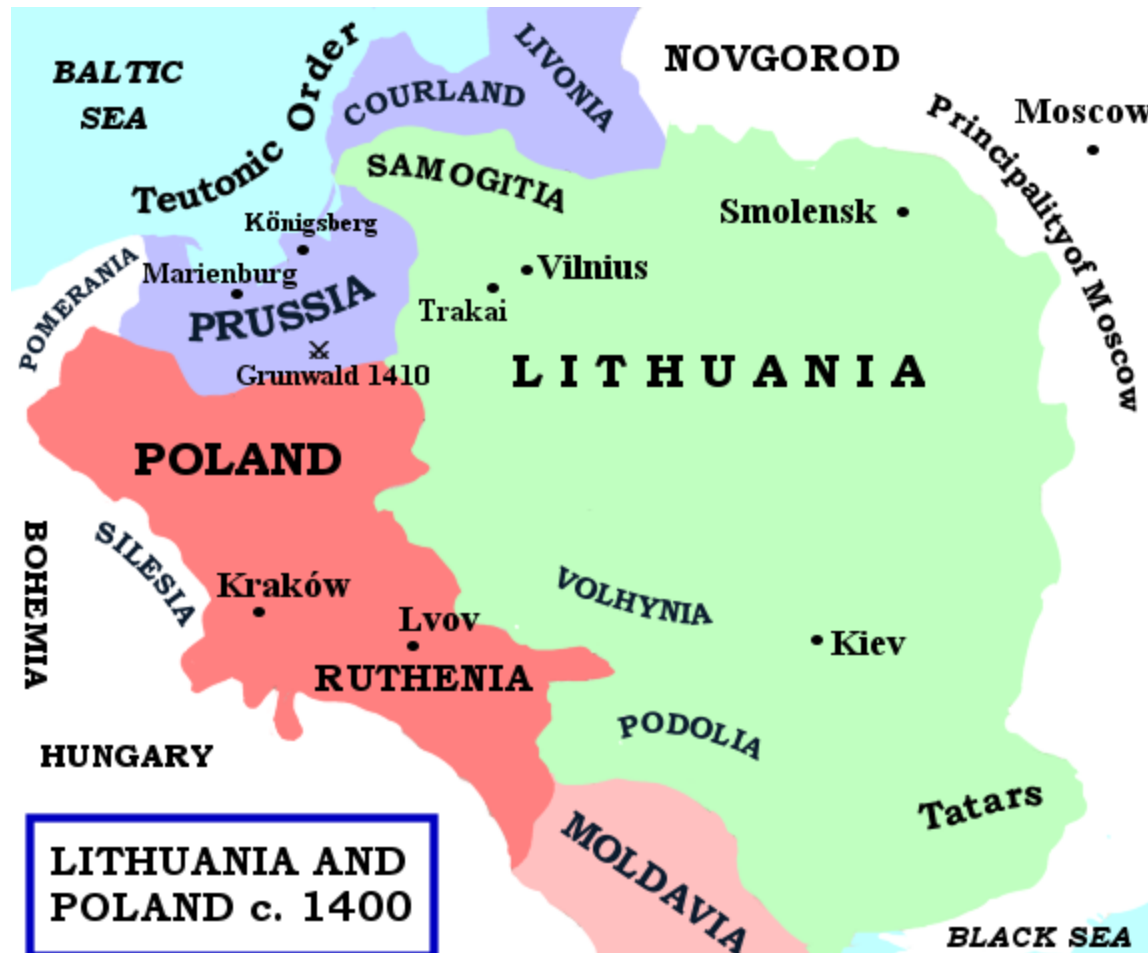 BALTIC
SEA
Teutonic Order
COURLAND
LIVONIA
NOVGOROD
Moscow
Principality of Moscow
SAMOGITIA
Smolensk
Königsberg
Vilnius
Marienburg
Trakai
POMERANIA
PRUSSIA
Grunwald 1410
LITHUANIA
POLAND
BOHEMIA
SILESIA
Kraków
VOLHYNIA
Lvov
Kiev
RUTHENIA
PODOLIA
HUNGARY
Tatars
MOLDAVIA
LITHUANIA AND
POLAND c. 1400
BLACK SEA